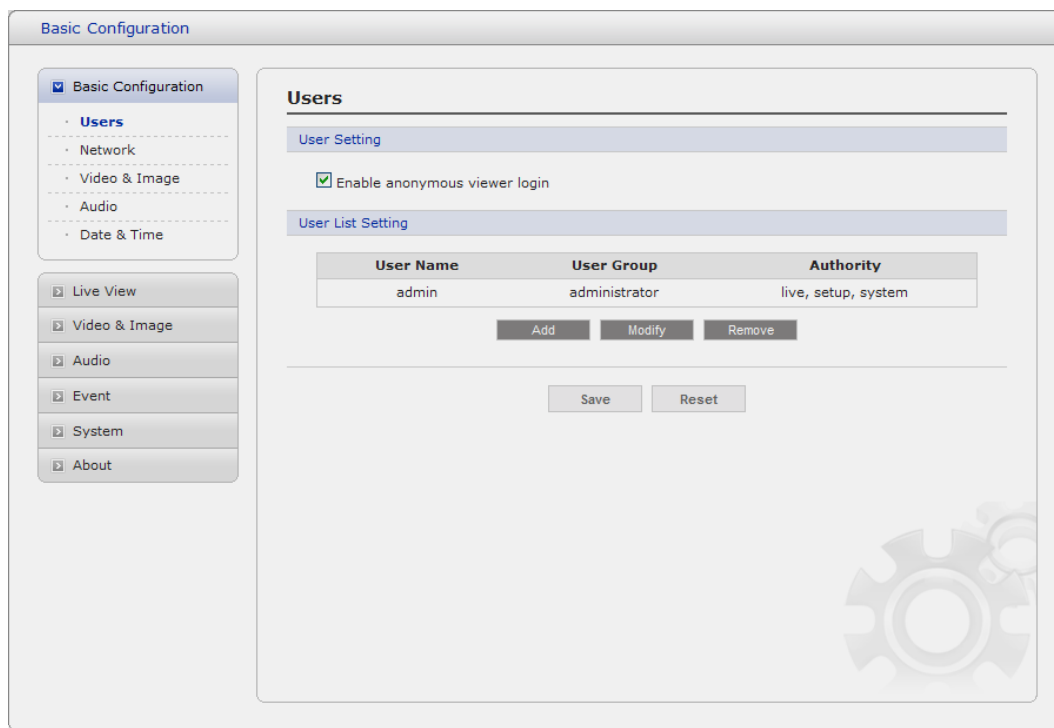 Basic Configuration
Basic Configuration
· Users
· Network
· Video & Image
· Audio
· Date & Time
Live View
Video & Image
Audio
Event
System
About
Users
User Setting
Enable anonymous viewer login
User List Setting
User Name User Group Authority
admin administrator live, setup, system
Add Modify Remove
Save Reset